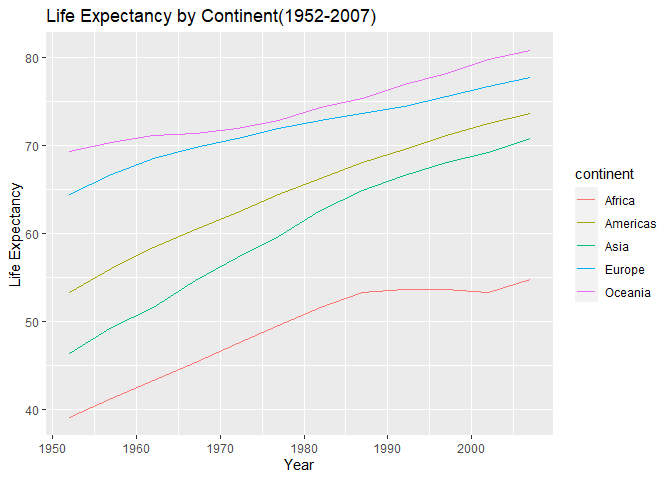 Life Expectancy by Continent(1952-2007)
80
70
60
50
40
Life Expectancy
1950
1960
1970
1980
1990
2000
Year
continent
Africa
Americas
Asia
Europe
Oceania